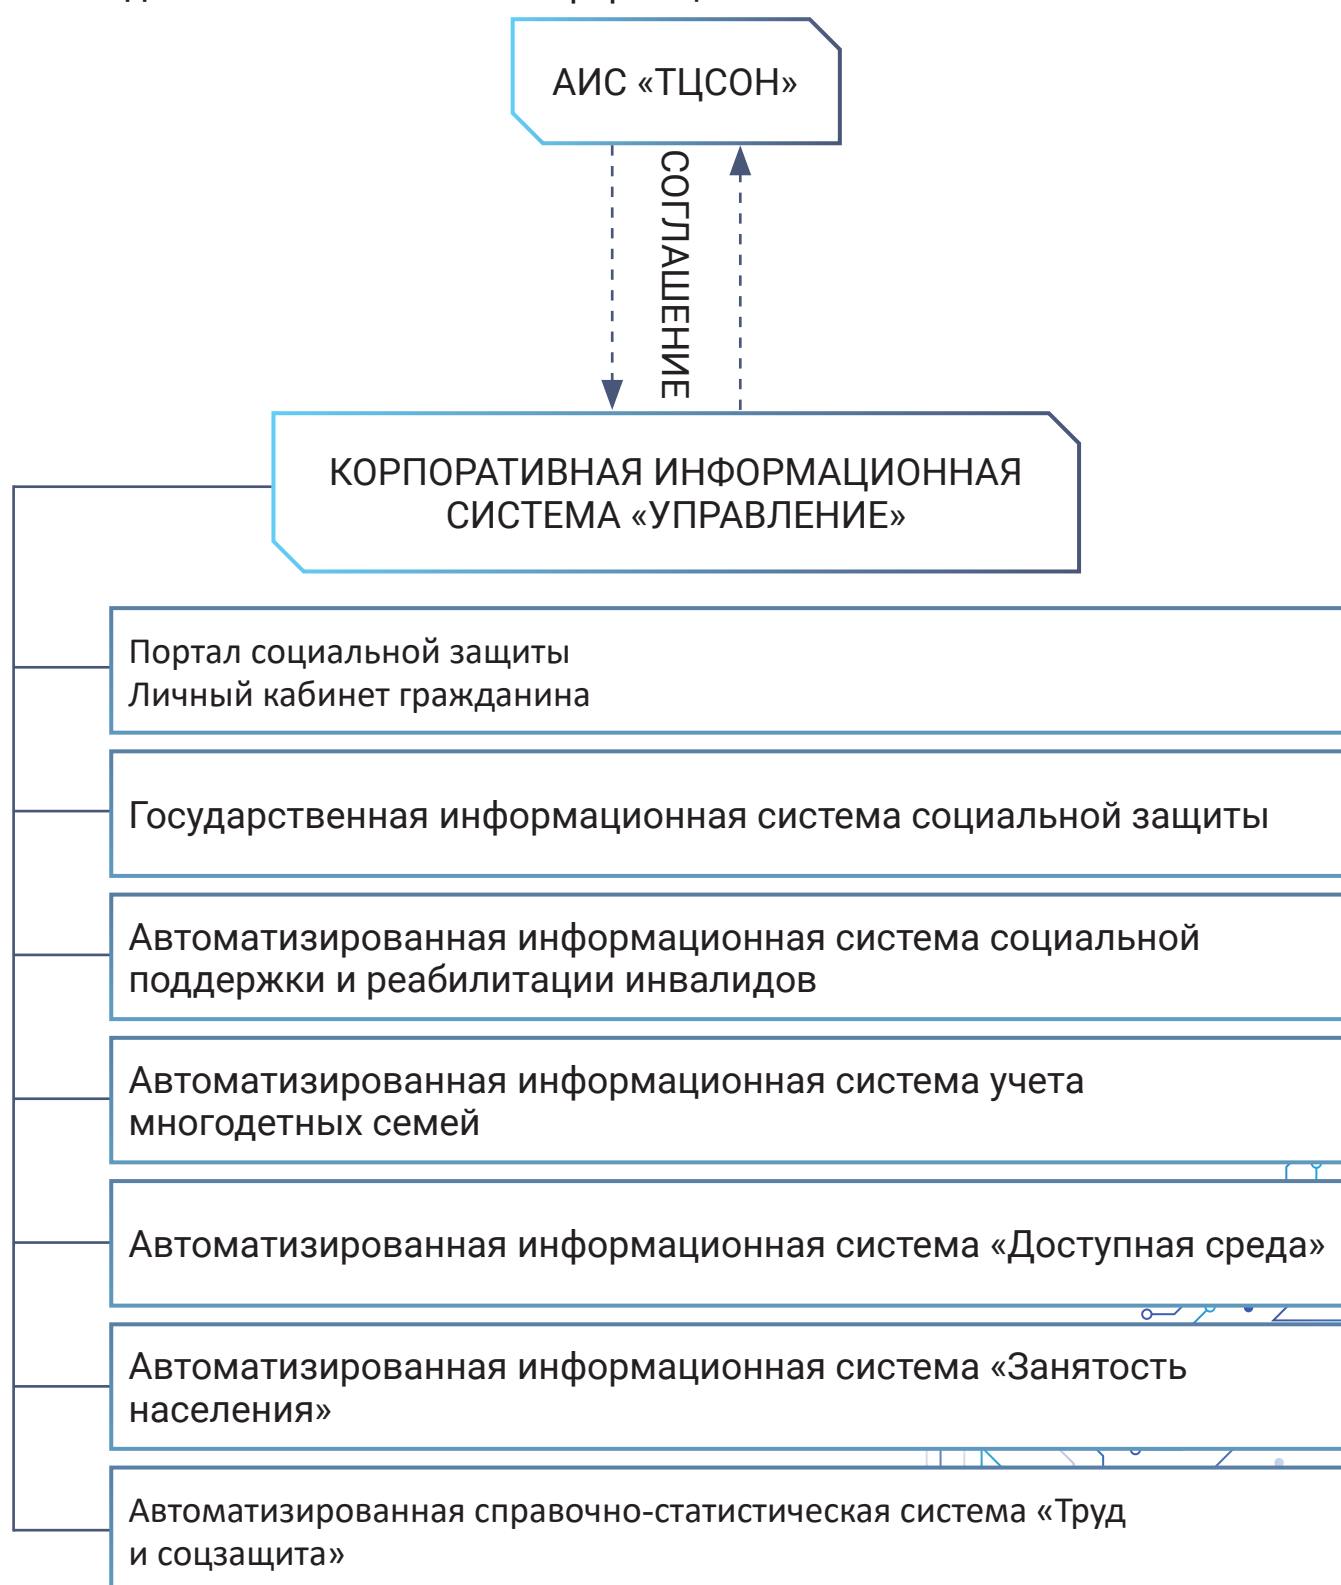 АИС «ТЦСОН»
СОГЛАШЕНИЕ
КОРПОРАТИВНАЯ ИНФОРМАЦИОННАЯ
СИСТЕМА «УПРАВЛЕНИЕ»
Портал социальной защиты
Личный кабинет гражданина
Государственная информационная система социальной защиты
Автоматизированная информационная система социальной
поддержки и реабилитации инвалидов
Автоматизированная информационная система учета
многодетных семей
Автоматизированная информационная система «Доступная среда»
Автоматизированная информационная система «Занятость
населения»
Автоматизированная справочно-статистическая система «Труд
и соцзащита»